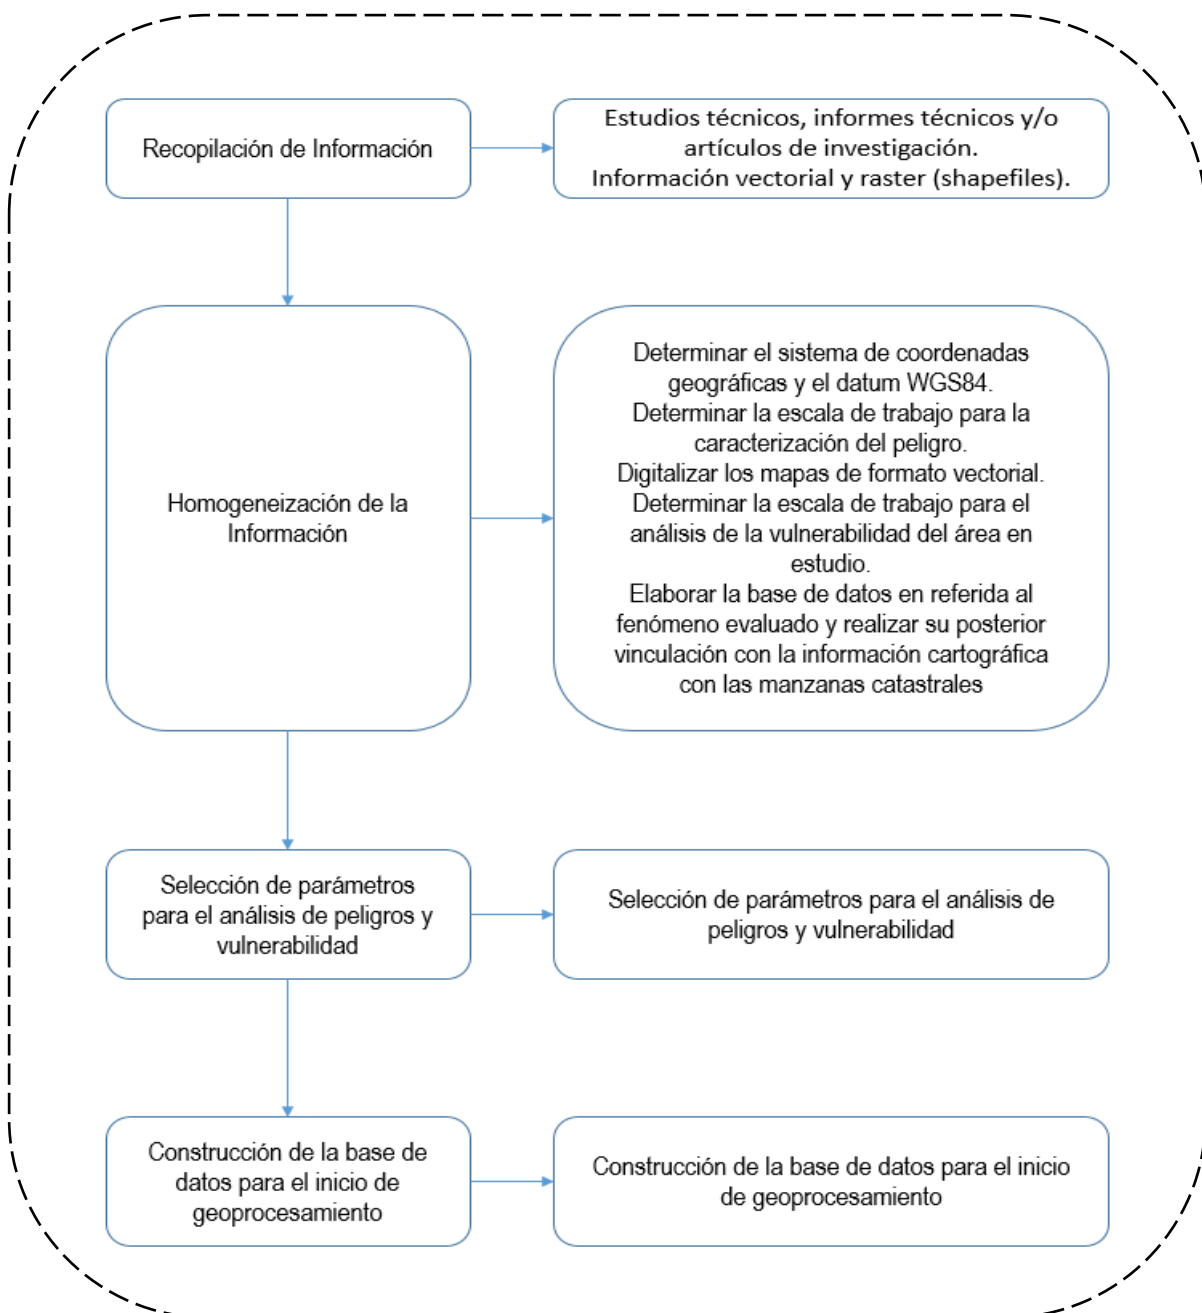 Recopilación de Información
Estudios técnicos, informes técnicos y/o
artículos de investigación.
Información vectorial y raster (shapefiles).
Homogeneización de la
Información
Determinar el sistema de coordenadas
geográficas y el datum WGS84.
Determinar la escala de trabajo para la
caracterización del peligro.
Digitalizar los mapas de formato vectorial.
Determinar la escala de trabajo para el
análisis de la vulnerabilidad del área en
estudio.
Elaborar la base de datos en referida al
fenómeno evaluado y realizar su posterior
vinculación con la información cartográfica
con las manzanas catastrales
Selección de parámetros
para el análisis de peligros y
vulnerabilidad
Selección de parámetros para el análisis de
peligros y vulnerabilidad
Construcción de la base de
datos para el inicio de
geoprocesamiento
Construcción de la base de datos para el inicio
de geoprocesamiento